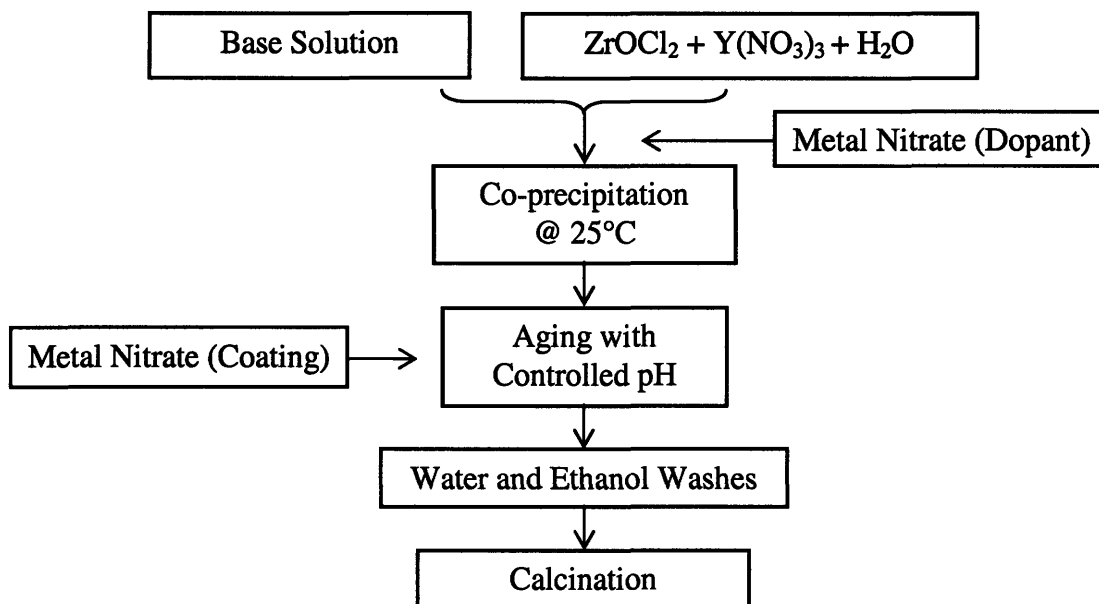 Base Solution
ZrOCl₂ + Y(NO₃)₃ + H₂O
Metal Nitrate (Dopant)
Co-precipitation
@ 25°C
Metal Nitrate (Coating)
Aging with
Controlled pH
Water and Ethanol Washes
Calcination